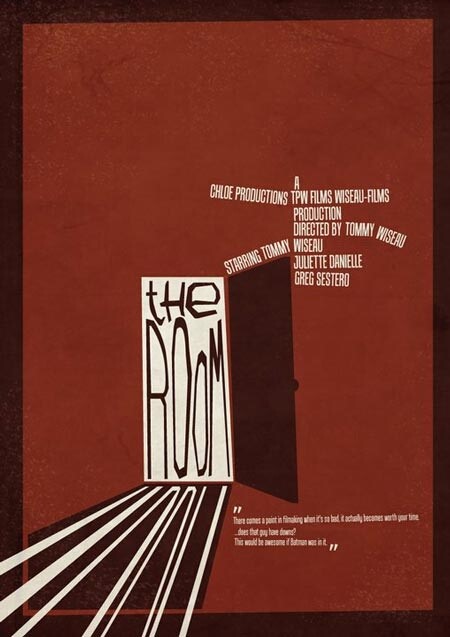 A
CHLOE PRODUCTIONS TPW FILMS WISEAU-FILMS
PRODUCTION
DIRECTED BY TOMMY WISEAU
STARRING TOMMY WISEAU
JULIETTE DANIELLE
GREG SESTERO
the
ROOM
"
There comes a point in filmaking when it's so bad, it actually becomes worth your time.
...does that guy have downs?
This would be awesome if Batman was in it. "